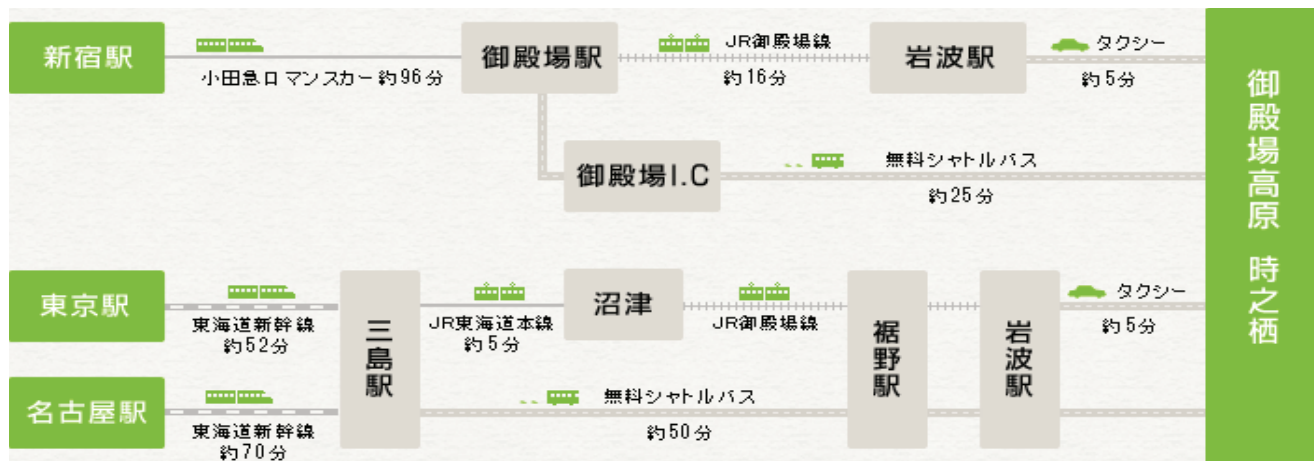 新宿駅
小田急ロマンスカー 約96分
御殿場駅
JR御殿場線
約16分
岩波駅
タクシー
約5分
御殿場I.C
無料シャトルバス
約25分
東京駅
東海道新幹線
約52分
三島駅
JR東海道本線
約5分
沼津
JR御殿場線
裾野駅
岩波駅
タクシー
約5分
名古屋駅
東海道新幹線
約70分
無料シャトルバス
約50分
御殿場高原 時之栖